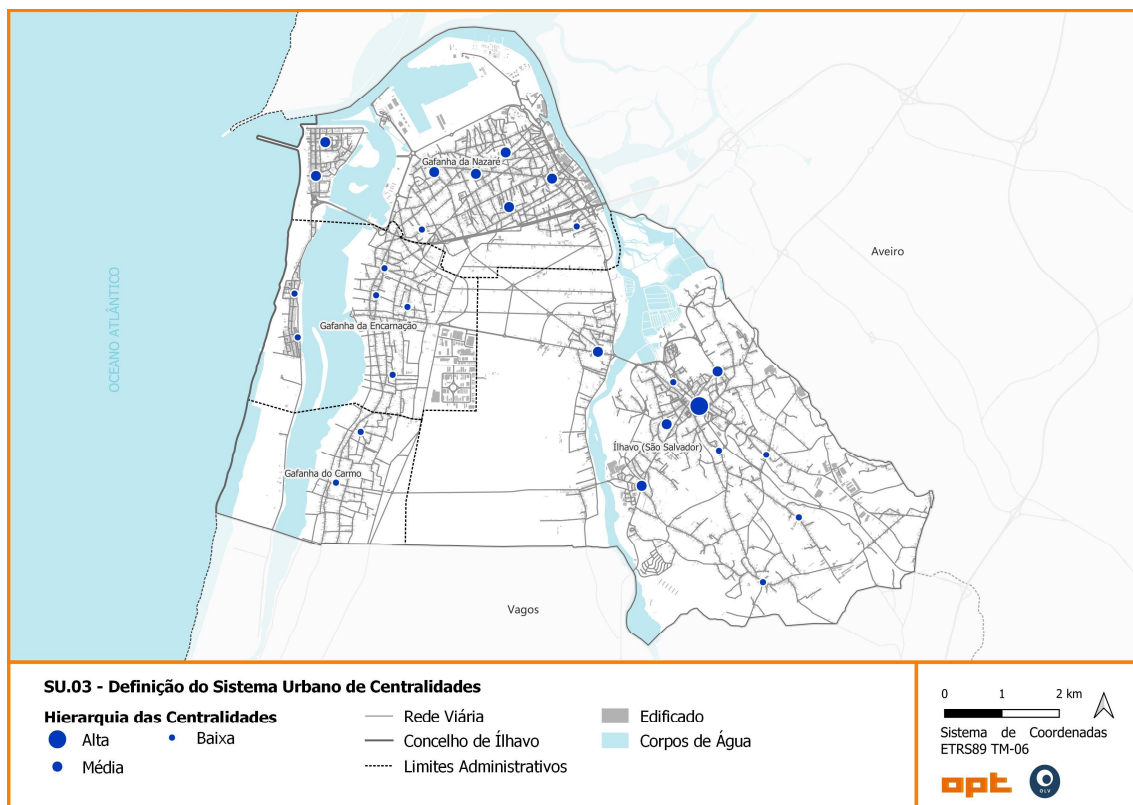 Gafanha da Nazaré
Aveiro
OCEANO ATLÂNTICO
Gafanha da Encarnação
Ílhavo (São Salvador)
Gafanha do Carmo
Vagos
SU.03 - Definição do Sistema Urbano de Centralidades
Hierarquia das Centralidades
Alta
Baixa
Média
Rede Viária
Concelho de Ílhavo
Limites Administrativos
Edificado
Corpos de Água
0 1 2 km
Sistema de Coordenadas
ETRS89 TM-06
opt
OLV